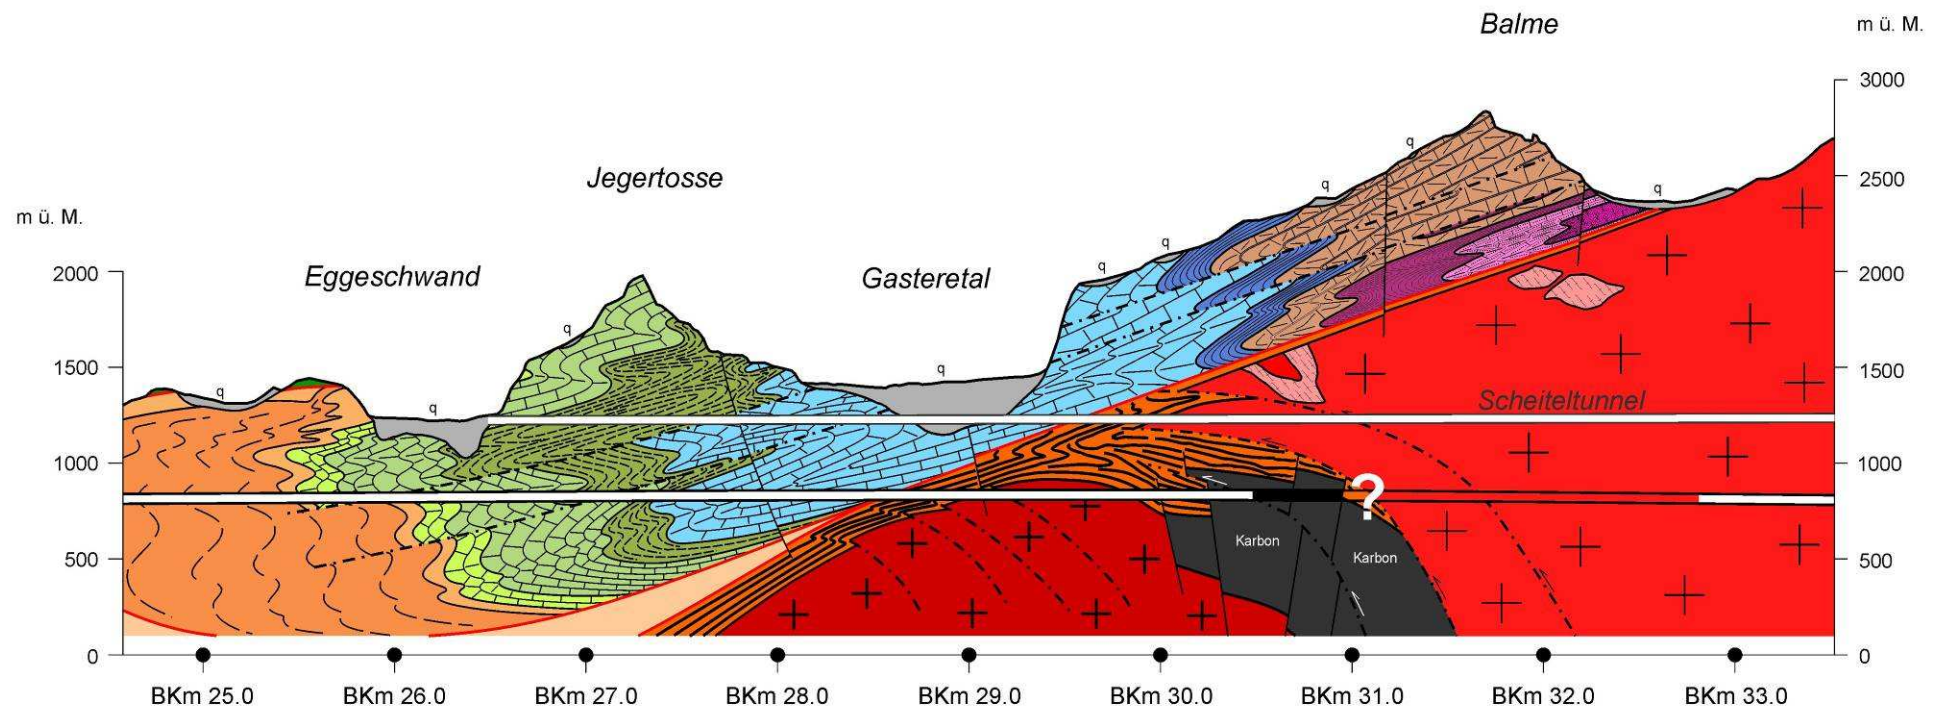 Balme
m ü. M.
m ü. M.
3000
q
Jegertosse
q
2500
q
m ü. M.
q
q
2000
Eggeschwand
Gasteretal
2000
q
1500
q
q
1500
q
Scheiteltunnel
1000
1000
?
500
Karbon
Karbon
500
0
0
BKm 25.0
BKm 26.0
BKm 27.0
BKm 28.0
BKm 29.0
BKm 30.0
BKm 31.0
BKm 32.0
BKm 33.0